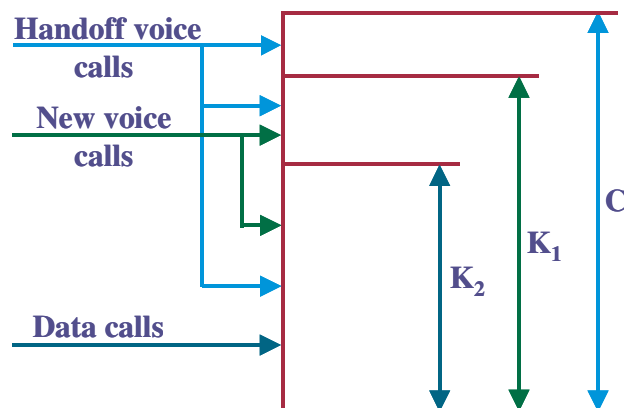 Handoff voice
calls
New voice
calls
C
K₁
K₂
Data calls